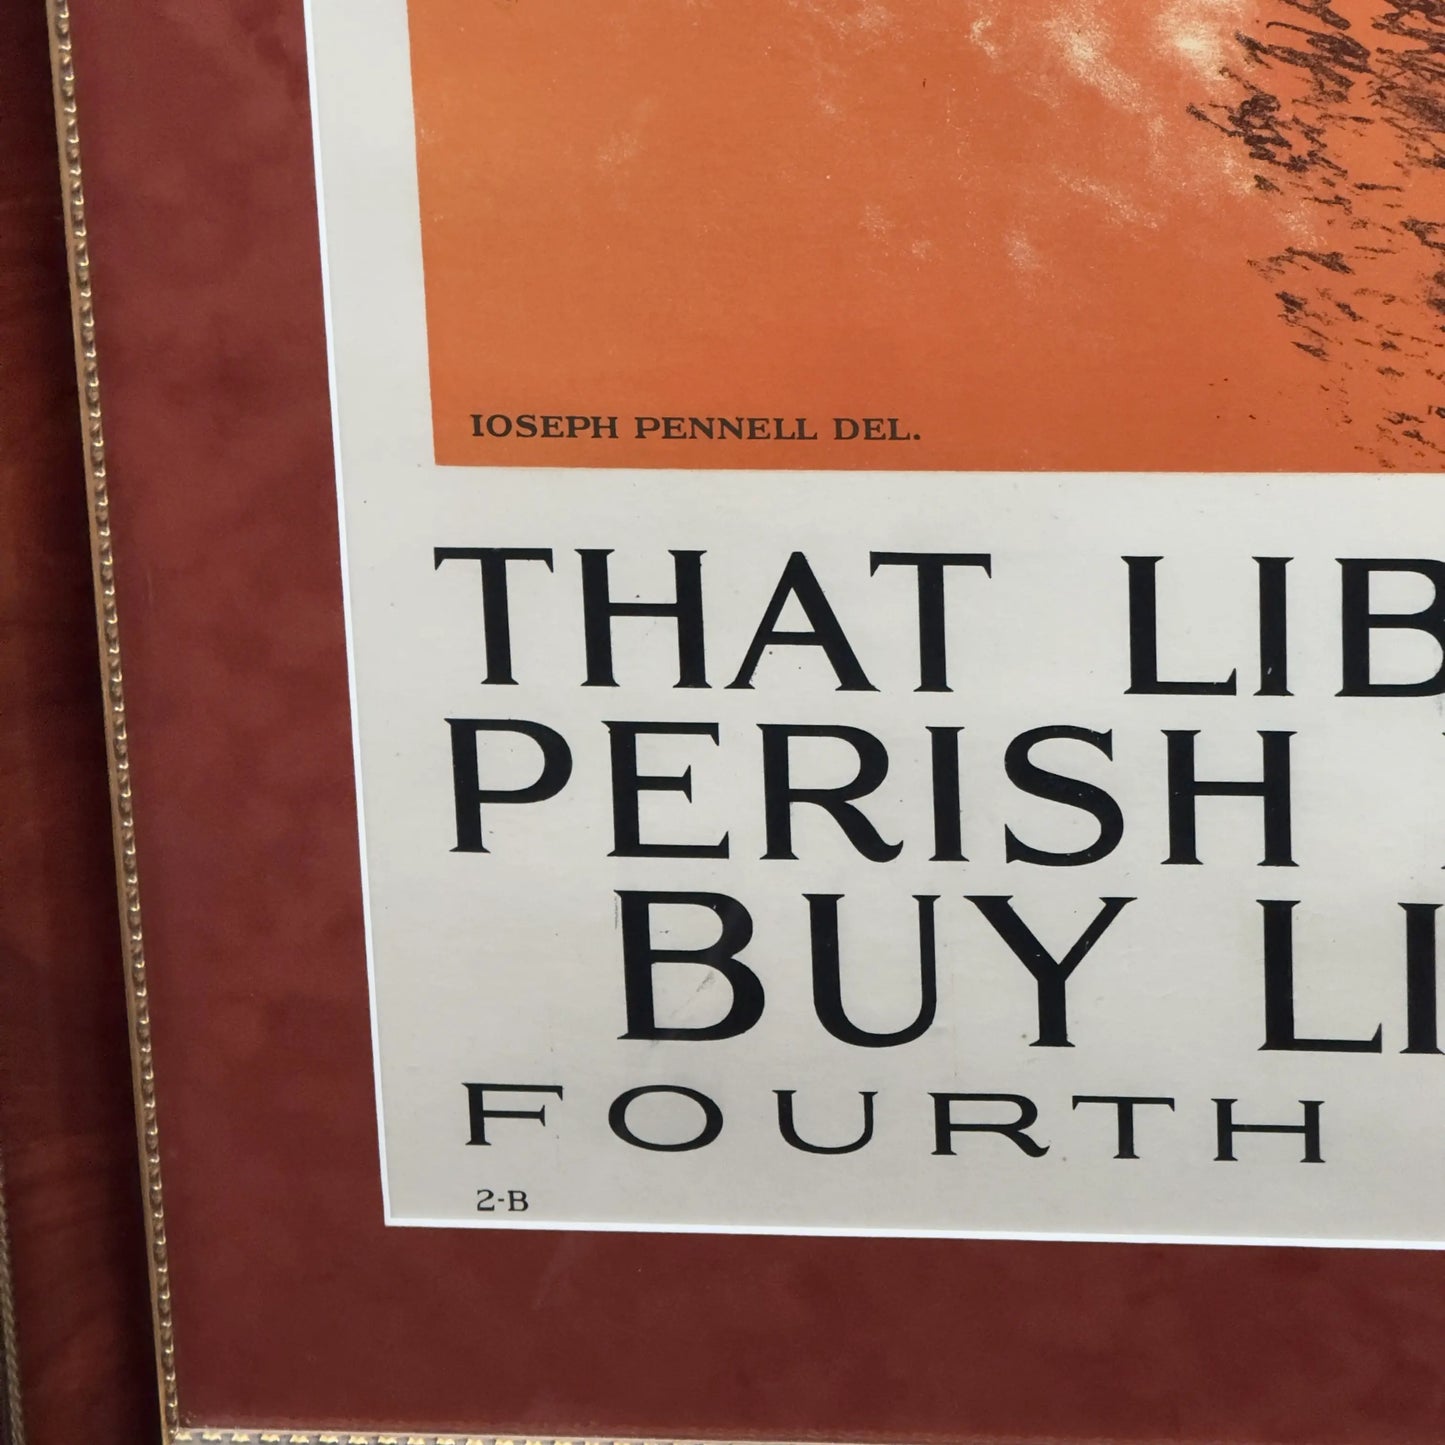 IOSEPH PENNELL DEL.
THAT LIB
PERISH
BUY LI
FOURTH
2-B